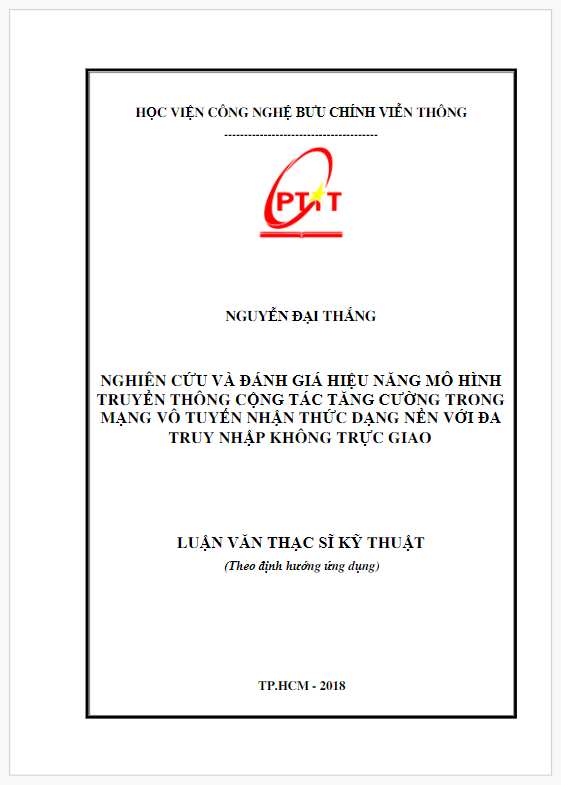 HỌC VIỆN CÔNG NGHỆ BƯU CHÍNH VIỄN THÔNG
---------------------------------------
PTIT
NGUYỄN ĐẠI THẮNG
NGHIÊN CỨU VÀ ĐÁNH GIÁ HIỆU NĂNG MÔ HÌNH
TRUYỀN THÔNG CỘNG TÁC TĂNG CƯỜNG TRONG
MẠNG VÔ TUYẾN NHẬN THỨC DẠNG NỀN VỚI ĐA
TRUY NHẬP KHÔNG TRỰC GIAO
LUẬN VĂN THẠC SĨ KỸ THUẬT
(Theo định hướng ứng dụng)
TP.HCM - 2018